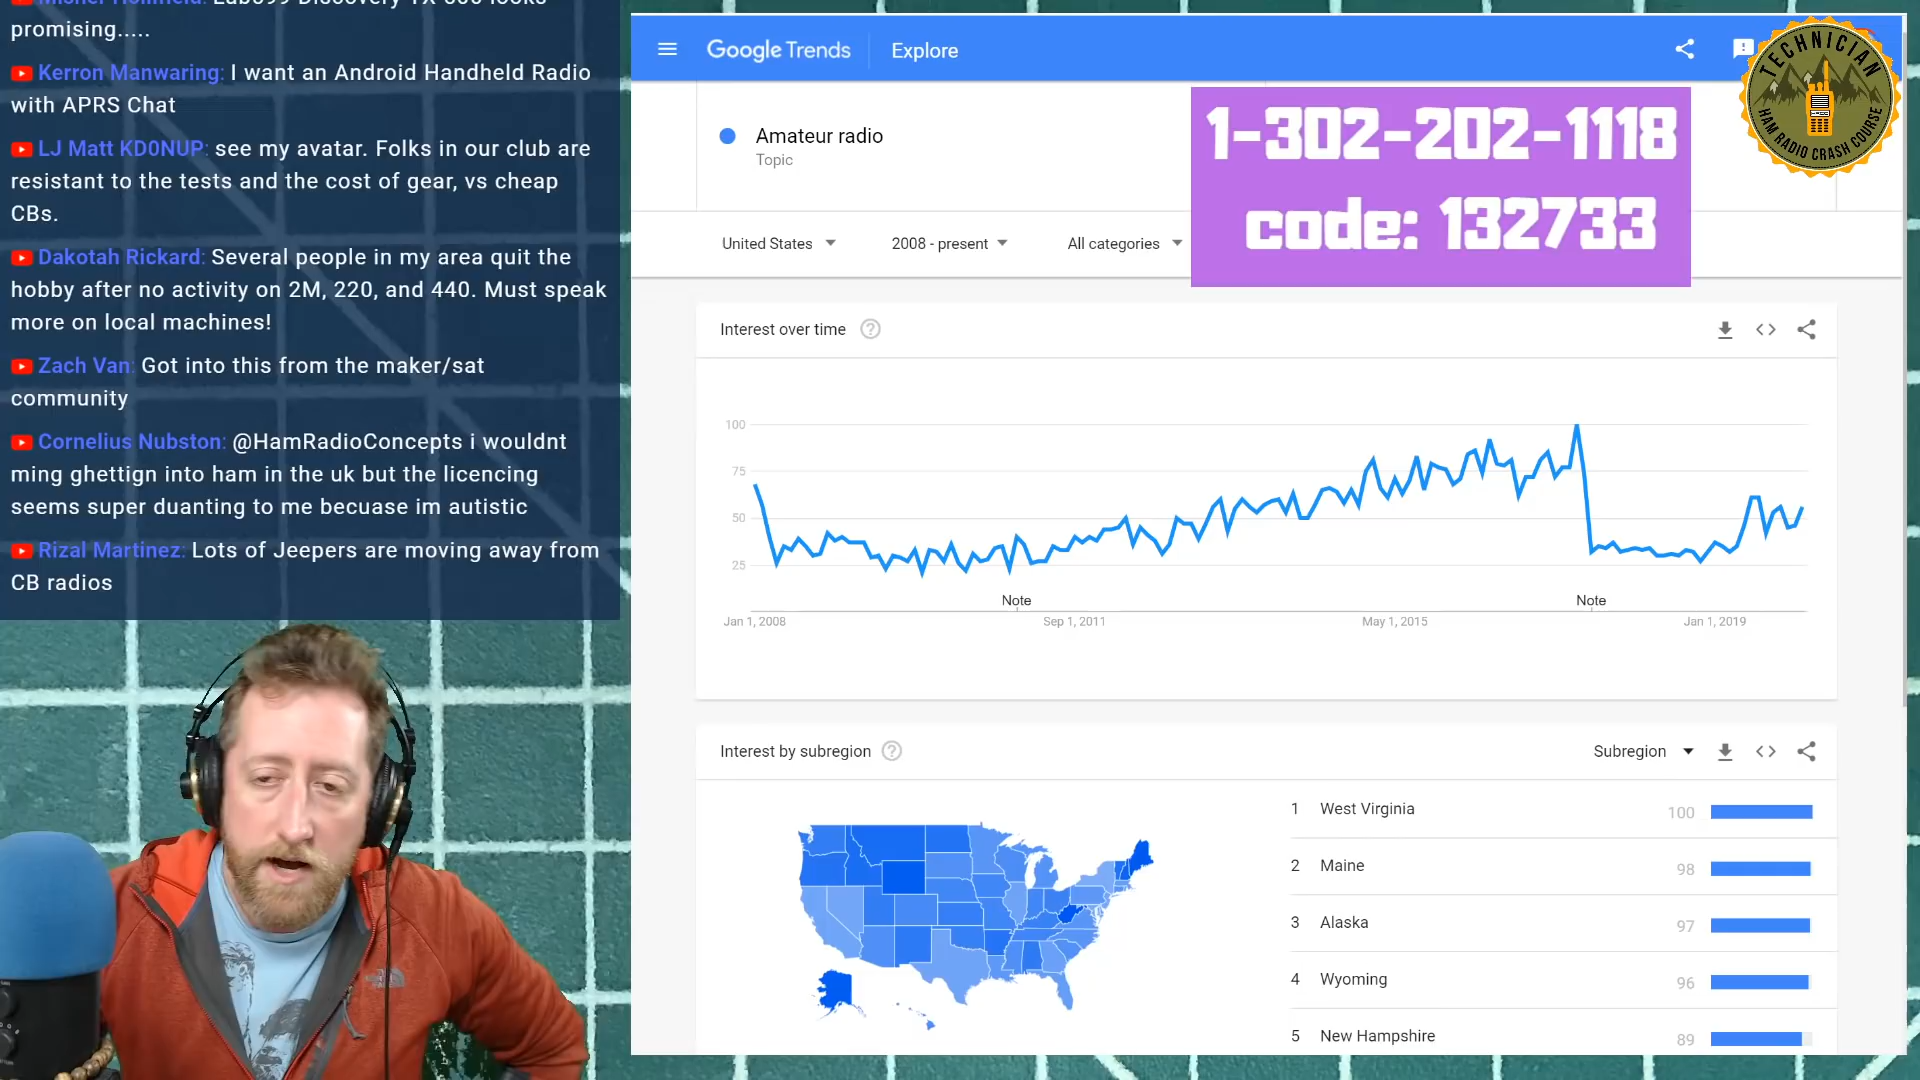 promising.....
Kerron Manwaring: I want an Android Handheld Radio
with APRS Chat
LJ Matt KD0NUP: see my avatar. Folks in our club are
resistant to the tests and the cost of gear, vs cheap
CBs.
Dakotah Rickard: Several people in my area quit the
hobby after no activity on 2M, 220, and 440. Must speak
more on local machines!
Zach Van: Got into this from the maker/sat
community
Cornelius Nubston: @HamRadioConcepts i wouldnt
ming ghettign into ham in the uk but the licencing
seems super duanting to me becuase im autistic
Rizal Martinez: Lots of Jeepers are moving away from
CB radios
Google Trends Explore
TECHNICIAN
HAM RADIO CRASH COURSE
Amateur radio
Topic
1-302-202-1118
code: 132733
United States
2008 - present
All categories
Interest over time
100
75
50
25
Note
Note
Jan 1, 2008
Sep 1, 2011
May 1, 2015
Jan 1, 2019
Interest by subregion
Subregion
1 West Virginia 100
2 Maine 98
3 Alaska 97
4 Wyoming 96
5 New Hampshire 89